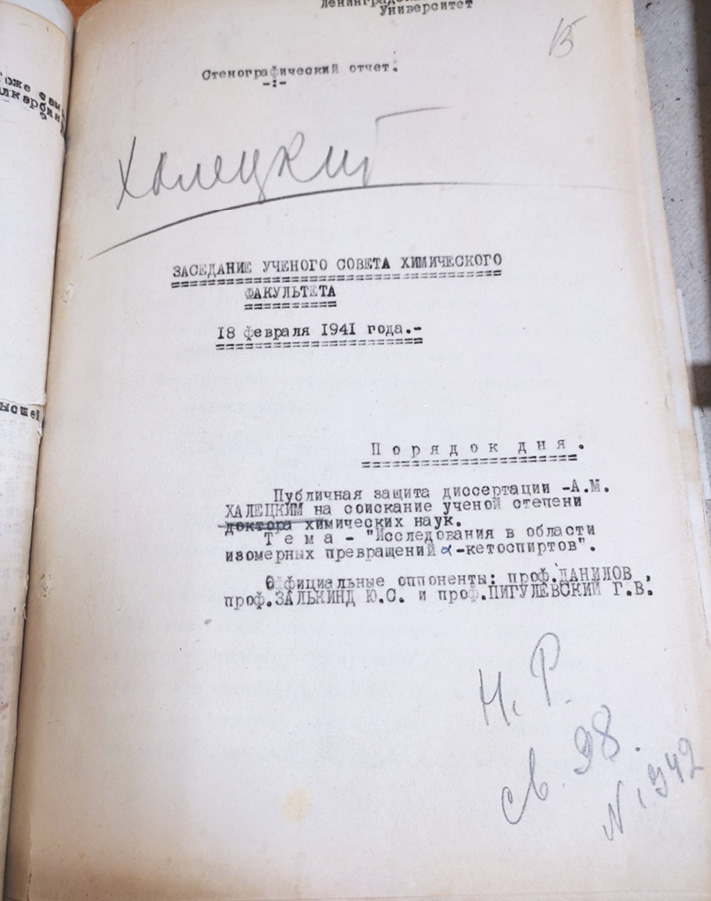 Университет
15
Стенографический отчет.
-:-
Халецкий
ЗАСЕДАНИЕ УЧЕНОГО СОВЕТА ХИМИЧЕСКОГО
ФАКУЛЬТЕТА
18 февраля 1941 года.-
Порядок дня.
Публичная защита диссертации -А.М.
ХАЛЕЦКИМ на соискание ученой степени
доктора химических наук.
Тема - "Исследования в области
изомерных превращений α-кетоспиртов".
Официальные оппоненты: проф.ДАНИЛОВ,
проф.ЗАЛЬКИНД Ю.С. и проф.ПИГУЛЕВСКИЙ Г.В.
Н.Р.
св. 98.